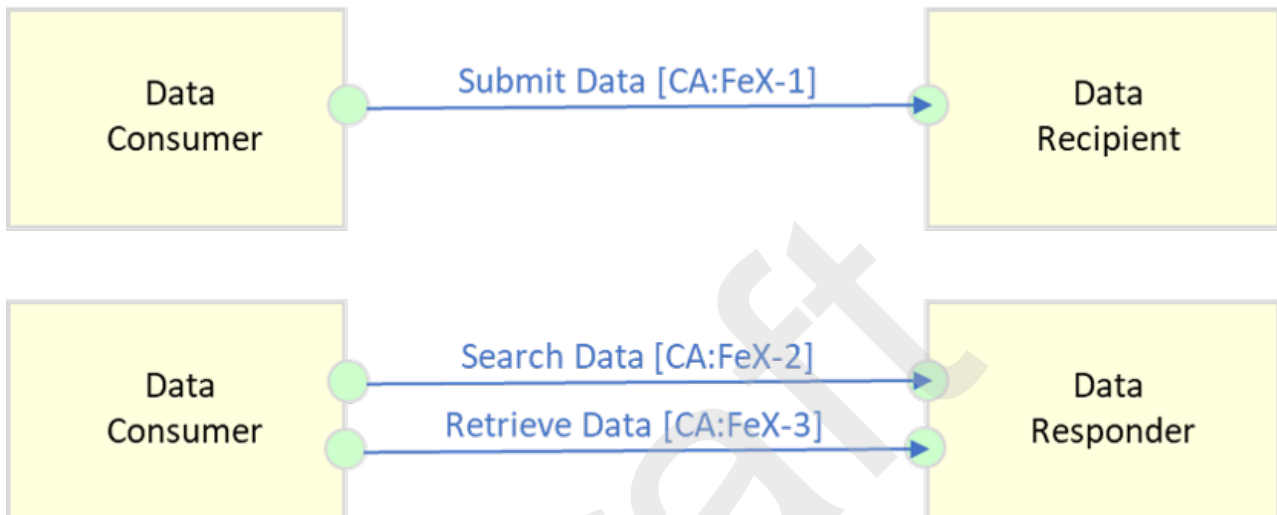 Data
Consumer
Submit Data [CA:FeX-1]
Data
Recipient
Data
Consumer
Search Data [CA:FeX-2]
Retrieve Data [CA:FeX-3]
Data
Responder